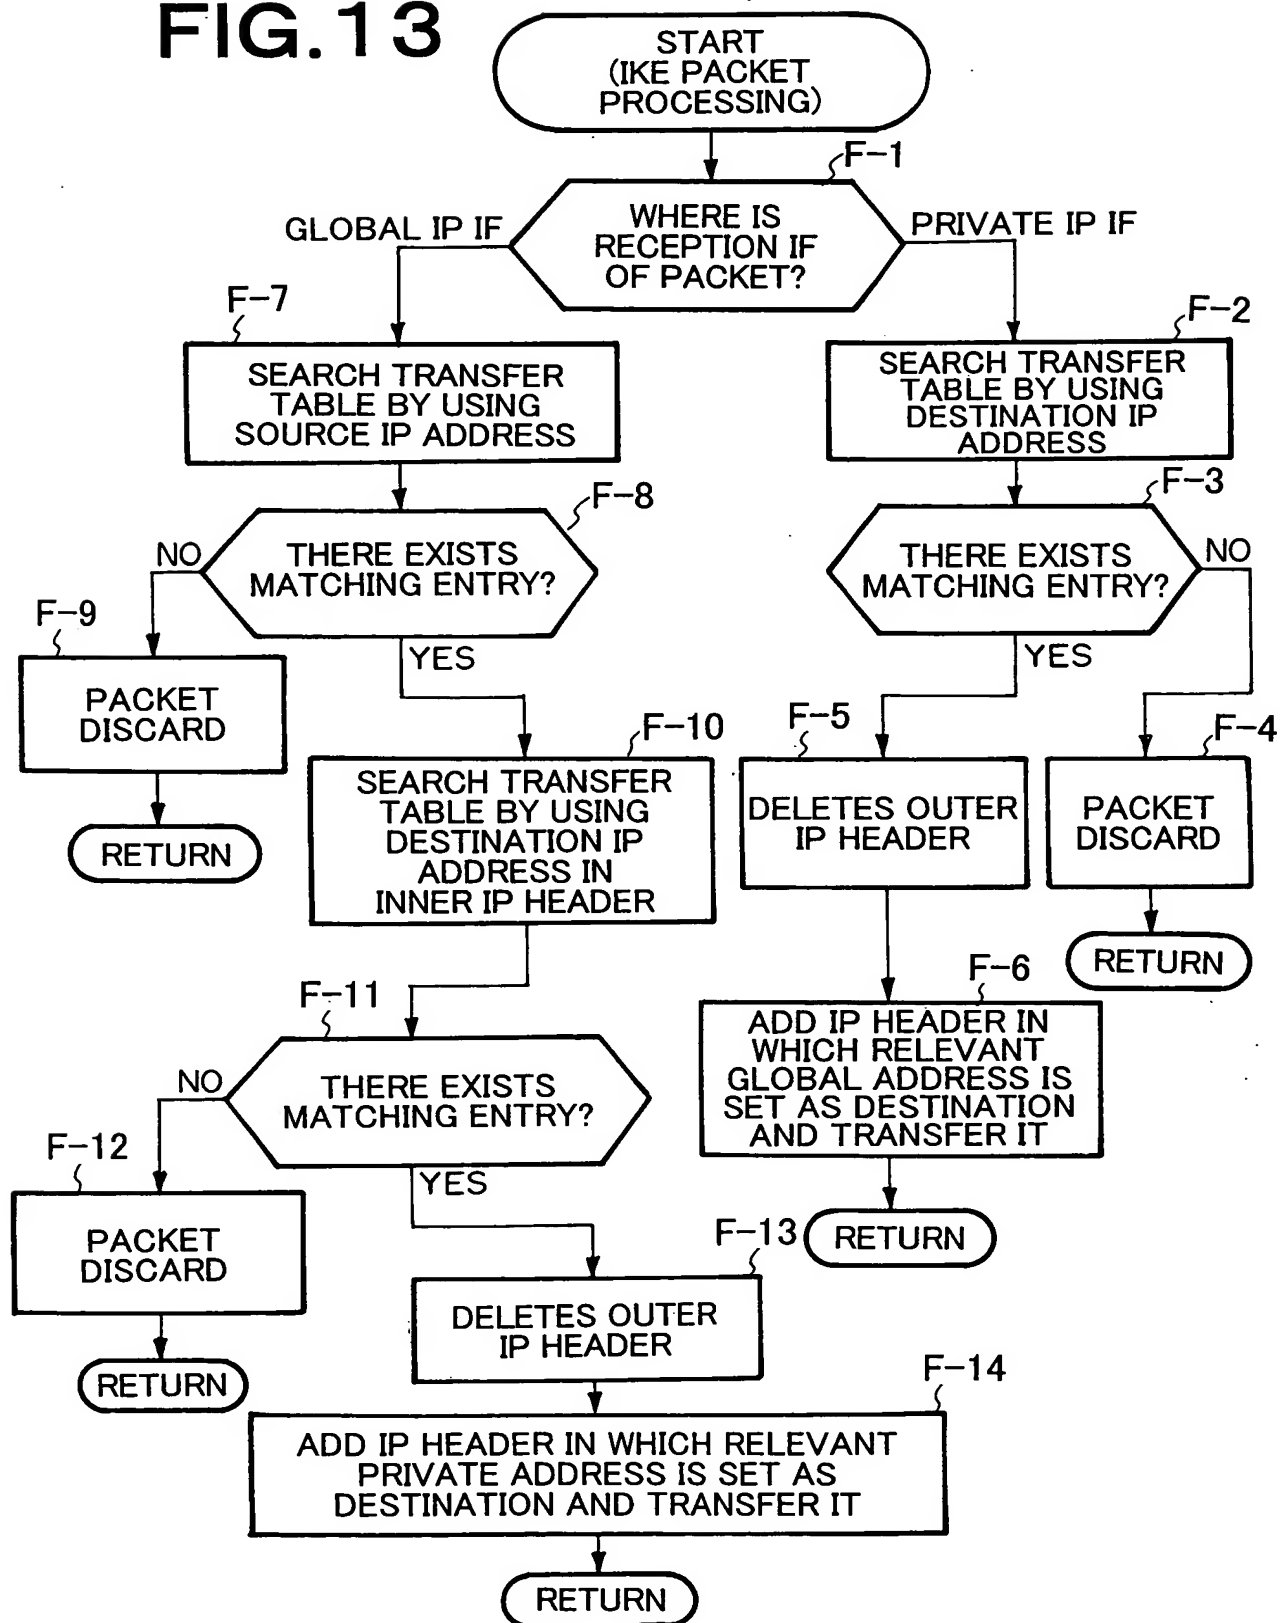 FIG.13
START
(IKE PACKET
PROCESSING)
F-1
WHERE IS
RECEPTION IF
OF PACKET?
GLOBAL IP IF
PRIVATE IP IF
F-7
SEARCH TRANSFER
TABLE BY USING
SOURCE IP ADDRESS
F-2
SEARCH TRANSFER
TABLE BY USING
DESTINATION IP
ADDRESS
F-8
THERE EXISTS
MATCHING ENTRY?
NO
YES
F-3
THERE EXISTS
MATCHING ENTRY?
NO
YES
F-9
PACKET
DISCARD
RETURN
F-10
SEARCH TRANSFER
TABLE BY USING
DESTINATION IP
ADDRESS IN
INNER IP HEADER
F-5
DELETES OUTER
IP HEADER
F-4
PACKET
DISCARD
RETURN
F-6
ADD IP HEADER IN
WHICH RELEVANT
GLOBAL ADDRESS IS
SET AS DESTINATION
AND TRANSFER IT
RETURN
F-11
THERE EXISTS
MATCHING ENTRY?
NO
YES
F-12
PACKET
DISCARD
RETURN
F-13
DELETES OUTER
IP HEADER
F-14
ADD IP HEADER IN WHICH RELEVANT
PRIVATE ADDRESS IS SET AS
DESTINATION AND TRANSFER IT
RETURN